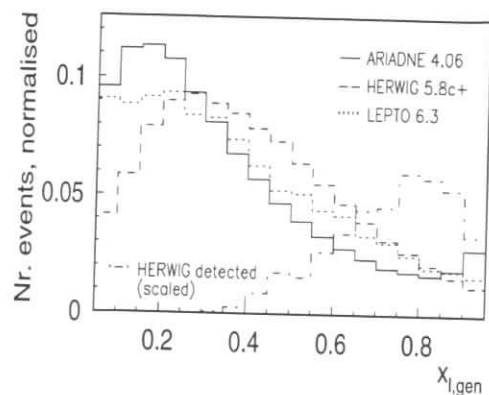 Nr. events, normalised
0.1
0.05
0
ARIADNE 4.06
HERWIG 5.8c+
LEPTO 6.3
HERWIG detected
(scaled)
0.2
0.4
0.6
0.8
X_l,gen